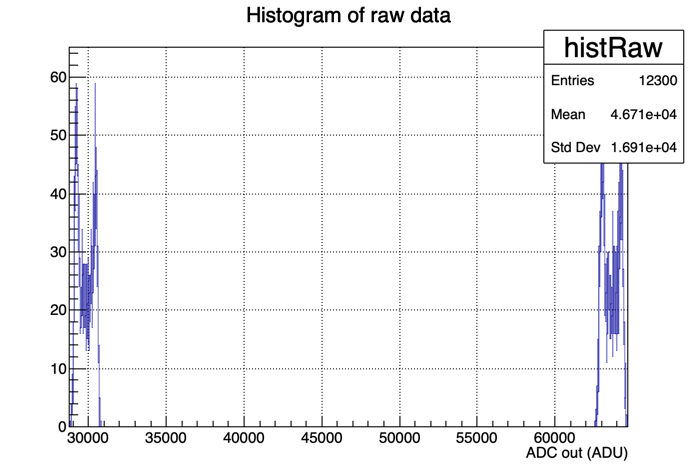 Histogram of raw data
histRaw
Entries 12300
Mean 4.671e+04
Std Dev 1.691e+04
60
50
40
30
20
10
0
30000 35000 40000 45000 50000 55000 60000
ADC out (ADU)